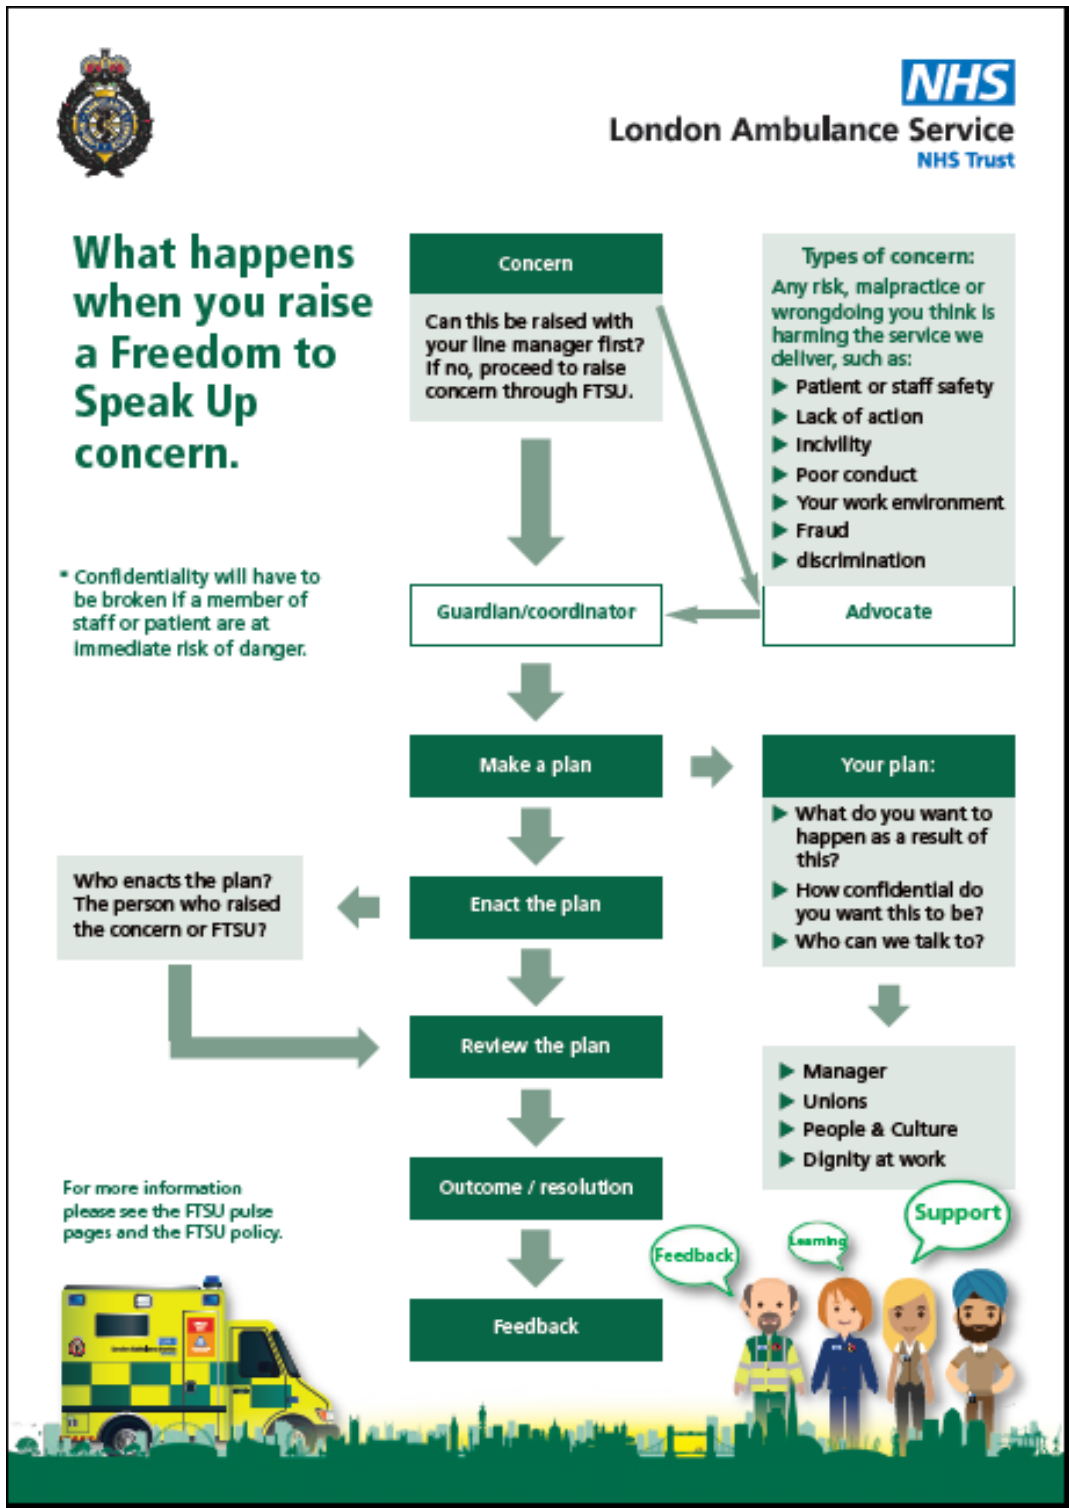 NHS
London Ambulance Service
NHS Trust
What happens
when you raise
a Freedom to
Speak Up
concern.
* Confidentiality will have to
be broken if a member of
staff or patient are at
immediate risk of danger.
Concern
Can this be raised with
your line manager first?
If no, proceed to raise
concern through FTSU.
Types of concern:
Any risk, malpractice or
wrongdoing you think is
harming the service we
deliver, such as:
Patient or staff safety
Lack of action
Incivility
Poor conduct
Your work environment
Fraud
discrimination
Guardian/coordinator
Advocate
Make a plan
Your plan:
What do you want to
happen as a result of
this?
How confidential do
you want this to be?
Who can we talk to?
Who enacts the plan?
The person who raised
the concern or FTSU?
Enact the plan
Review the plan
Manager
Unions
People & Culture
Dignity at work
Outcome / resolution
For more information
please see the FTSU pulse
pages and the FTSU policy.
Feedback
Feedback
Learning
Support